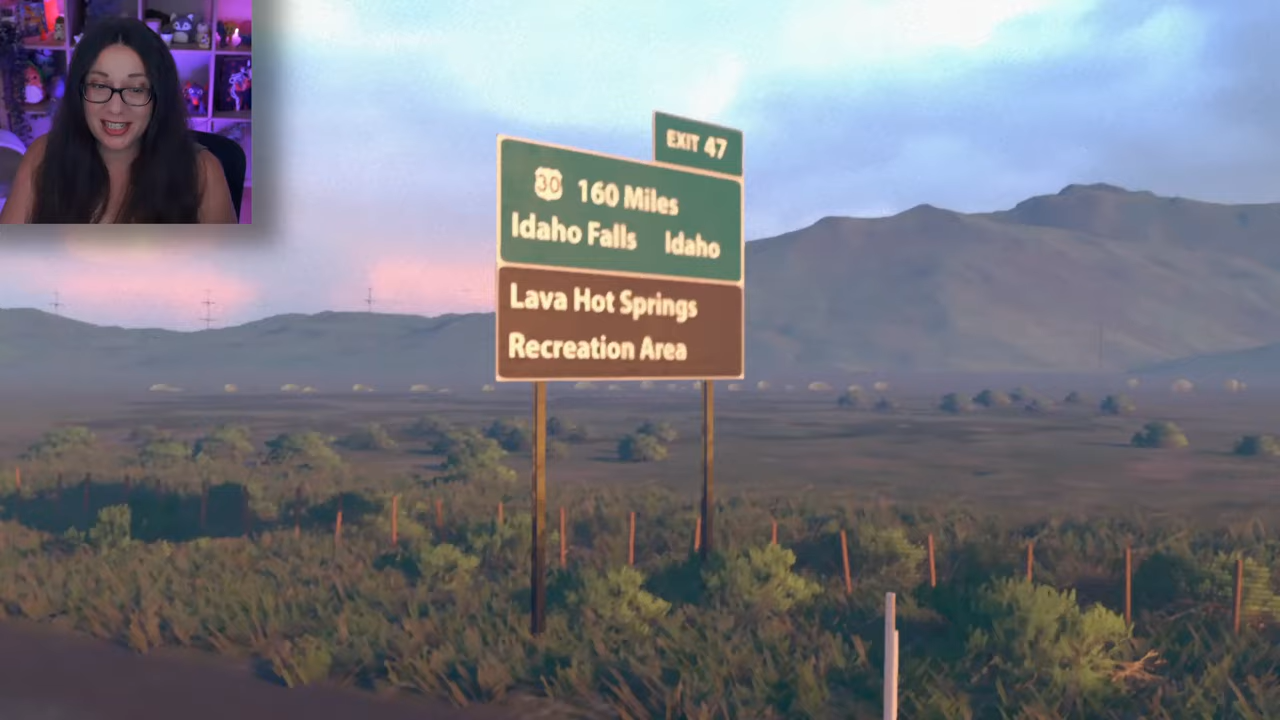 EXIT 47
30 160 Miles
Idaho Falls Idaho
Lava Hot Springs
Recreation Area